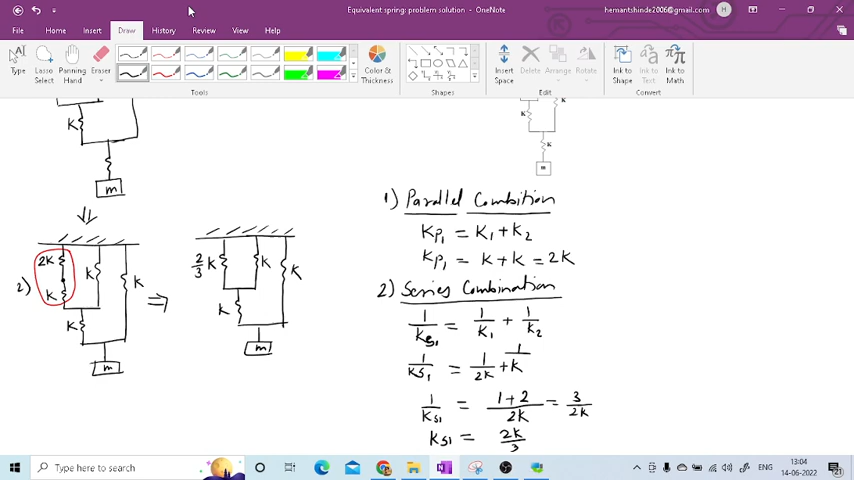 Equivalent spring: problem solution - OneNote
hemantshinde2006@gmail.com
H
File
Home
Insert
Draw
History
Review
View
Help
Type
Lasso Select
Panning Hand
Eraser
Color & Thickness
Insert Space
Delete
Arrange
Rotate
Ink to Shape
Ink to Text
Ink to Math
Tools
Shapes
Edit
Convert
K
m
K
K
K
m
2)
2K
K
K
K
K
m
⇒
2/3 K
K
K
K
m
1) Parallel Combition
Kp1 = K1 + K2
Kp1 = K + K = 2K
2) Series Combination
1/Ks1 = 1/K1 + 1/K2
1/Ks1 = 1/2K + 1/K
1/Ks1 = 1+2/2K = 3/2K
Ks1 = 2K/3
Type here to search
ENG
13:04
14-06-2022
21